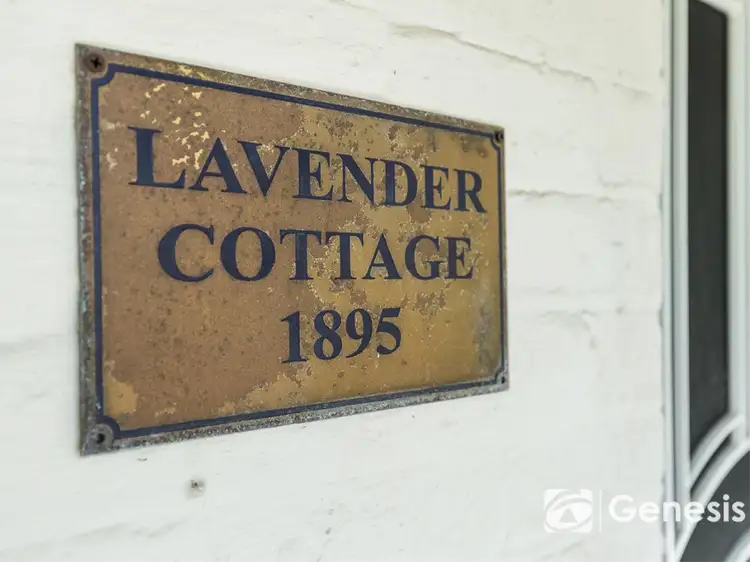 LAVENDER
COTTAGE
1895
Genesis